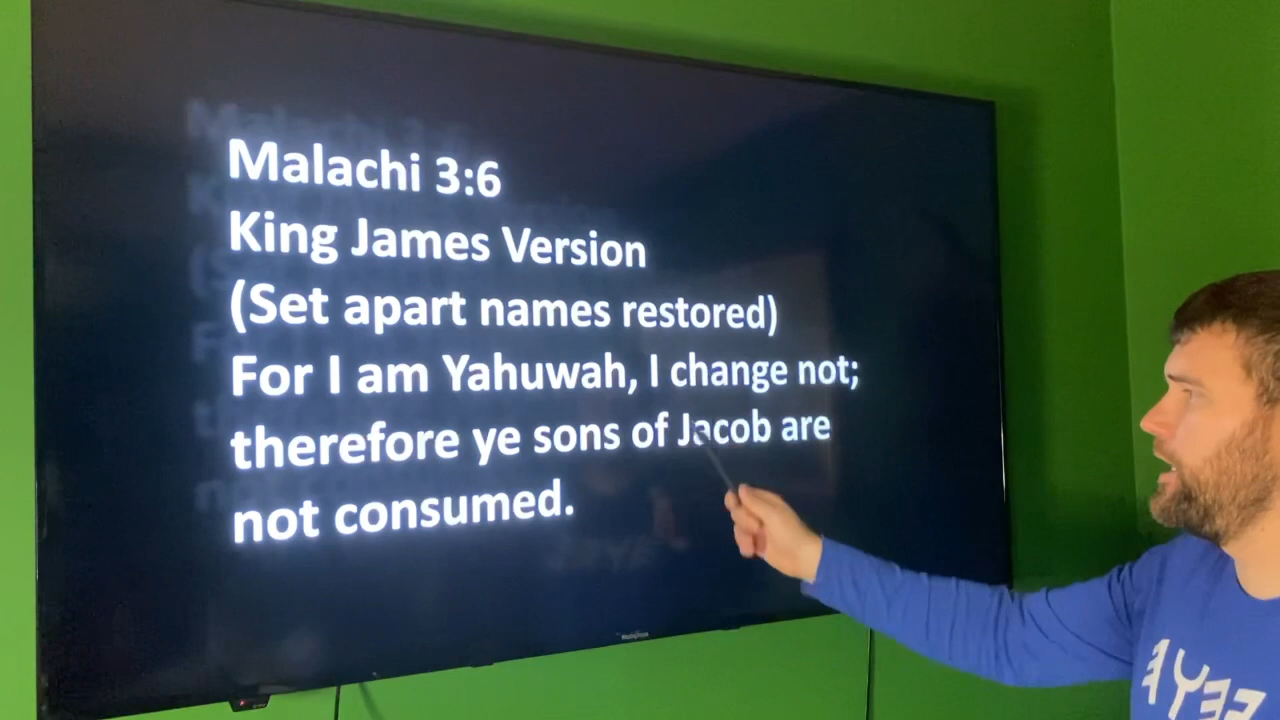 Malachi 3:6
King James Version
(Set apart names restored)
For I am Yahuwah, I change not;
therefore ye sons of Jacob are
not consumed.
𐤉𐤄𐤅𐤄